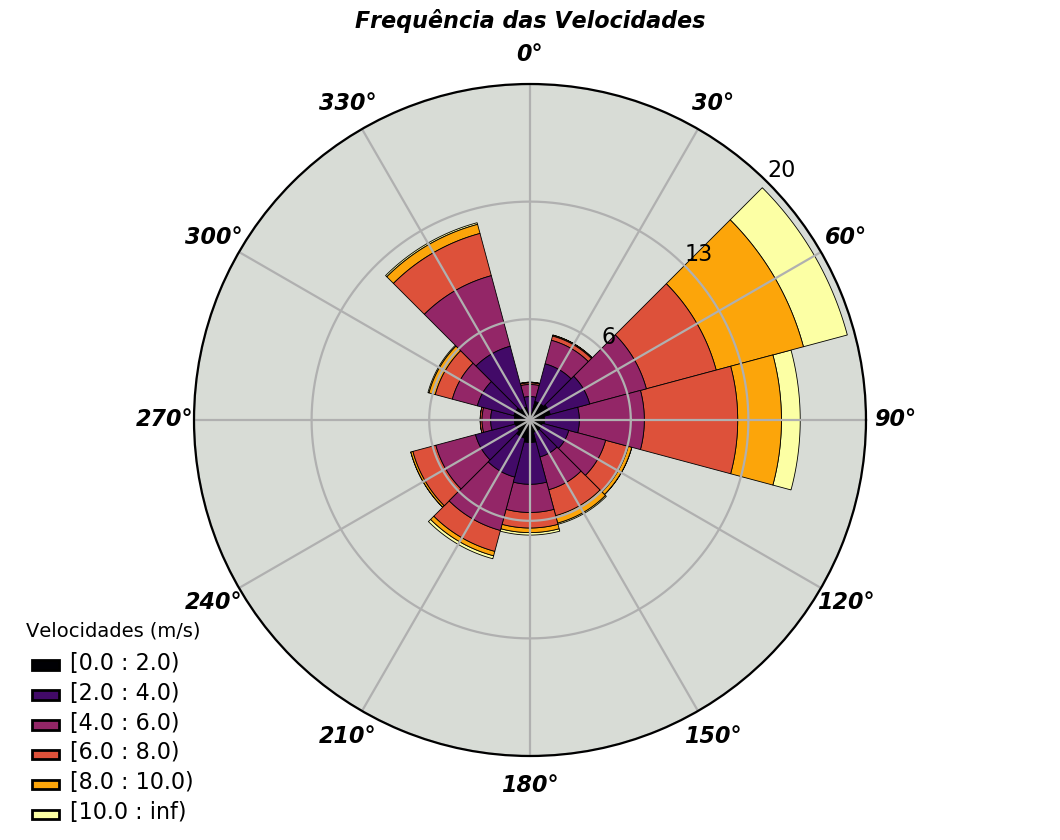 Frequência das Velocidades
0°
330°
30°
20
300°
60°
13
6
270°
90°
240°
120°
210°
150°
180°
Velocidades (m/s)
[0.0 : 2.0)
[2.0 : 4.0)
[4.0 : 6.0)
[6.0 : 8.0)
[8.0 : 10.0)
[10.0 : inf)